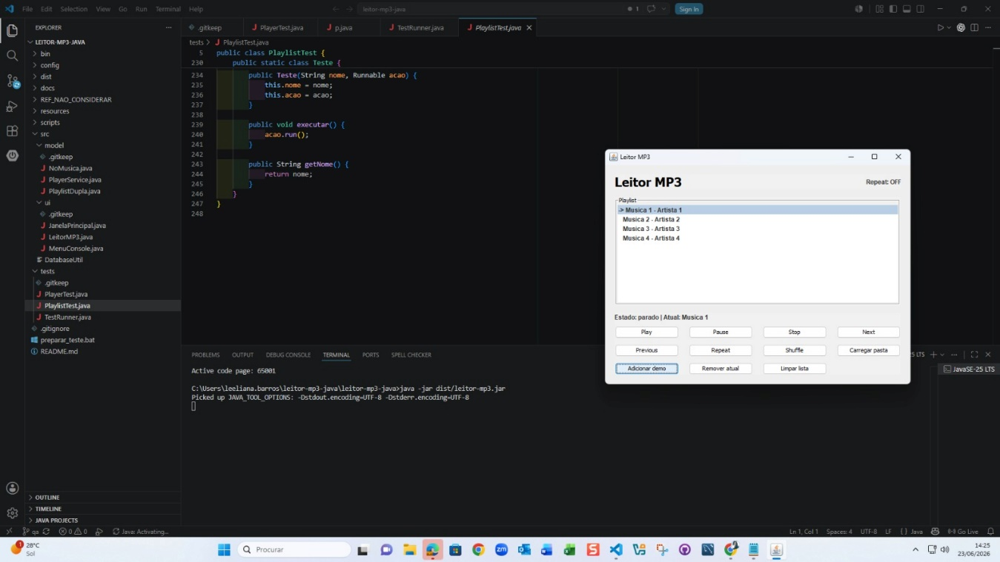 File Edit Selection View Go Run Terminal Help
leitor-mp3-java
1
Sign In
EXPLORER
.gitkeep
PlayerTest.java
p.java
TestRunner.java
PlaylistTest.java
LEITOR-MP3-JAVA
bin
config
dist
docs
REF_NAO_CONSIDERAR
resources
scripts
src
model
.gitkeep
NoMusica.java
PlayerService.java
PlaylistDupla.java
ui
.gitkeep
JanelaPrincipal.java
LeitorMP3.java
MenuConsole.java
DatabaseUtil
tests
.gitkeep
PlayerTest.java
PlaylistTest.java
TestRunner.java
.gitignore
preparar_teste.bat
README.md
OUTLINE
TIMELINE
JAVA PROJECTS
tests > PlaylistTest.java
5 public class PlaylistTest {
230 public static class Teste {
234 public Teste(String nome, Runnable acao) {
235 this.nome = nome;
236 this.acao = acao;
237 }
238
239 public void executar() {
240 acao.run();
241 }
242
243 public String getNome() {
244 return nome;
245 }
246 }
247 }
248
Leitor MP3
Leitor MP3
Repeat: OFF
Playlist
> Musica 1 - Artista 1
Musica 2 - Artista 2
Musica 3 - Artista 3
Musica 4 - Artista 4
Estado: parado | Atual: Musica 1
Play Pause Stop Next
Previous Repeat Shuffle Carregar pasta
Adicionar demo Remover atual Limpar lista
PROBLEMS OUTPUT DEBUG CONSOLE TERMINAL PORTS SPELL CHECKER
5 LTS
JavaSE-25 LTS
Active code page: 65001
C:\Users\leeliana.barros\leitor-mp3-java\leitor-mp3-java>java -jar dist/leitor-mp3.jar
Picked up JAVA_TOOL_OPTIONS: -Dstdout.encoding=UTF-8 -Dstderr.encoding=UTF-8
qa
0 0
Java: Activating...
Ln 1, Col 1 Spaces: 4 UTF-8 LF {} Java Go Live
1
28°C
Sol
Procurar
14:25
23/06/2026